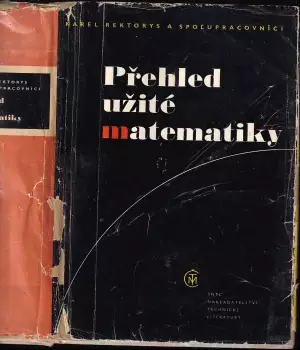 KAREL REKTORYS A SPOLUPRACOVNÍCI
Přehled
užité
matematiky
SNTL
NAKLADATELSTVÍ
TECHNICKÉ
LITERATURY